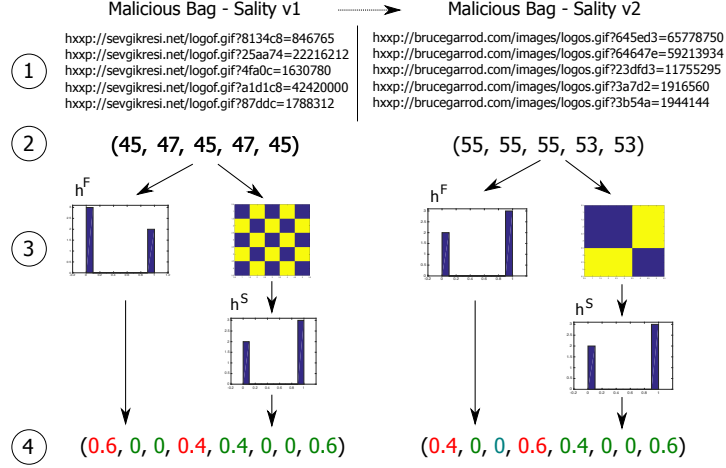 Malicious Bag - Sality v1
Malicious Bag - Sality v2
1
hxxp://sevgikresi.net/logof.gif?8134c8=846765
hxxp://sevgikresi.net/logof.gif?25aa74=22216212
hxxp://sevgikresi.net/logof.gif?4fa0c=1630780
hxxp://sevgikresi.net/logof.gif?a1d1c8=42420000
hxxp://sevgikresi.net/logof.gif?87ddc=1788312
hxxp://brucegarrod.com/images/logos.gif?645ed3=65778750
hxxp://brucegarrod.com/images/logos.gif?64647e=59213934
hxxp://brucegarrod.com/images/logos.gif?23dfd3=11755295
hxxp://brucegarrod.com/images/logos.gif?3a7d2=1916560
hxxp://brucegarrod.com/images/logos.gif?3b54a=1944144
2
(45, 47, 45, 47, 45)
(55, 55, 55, 53, 53)
3
h^F
h^F
h^S
h^S
4
(0.6, 0, 0, 0.4, 0.4, 0, 0, 0.6)
(0.4, 0, 0, 0.6, 0.4, 0, 0, 0.6)